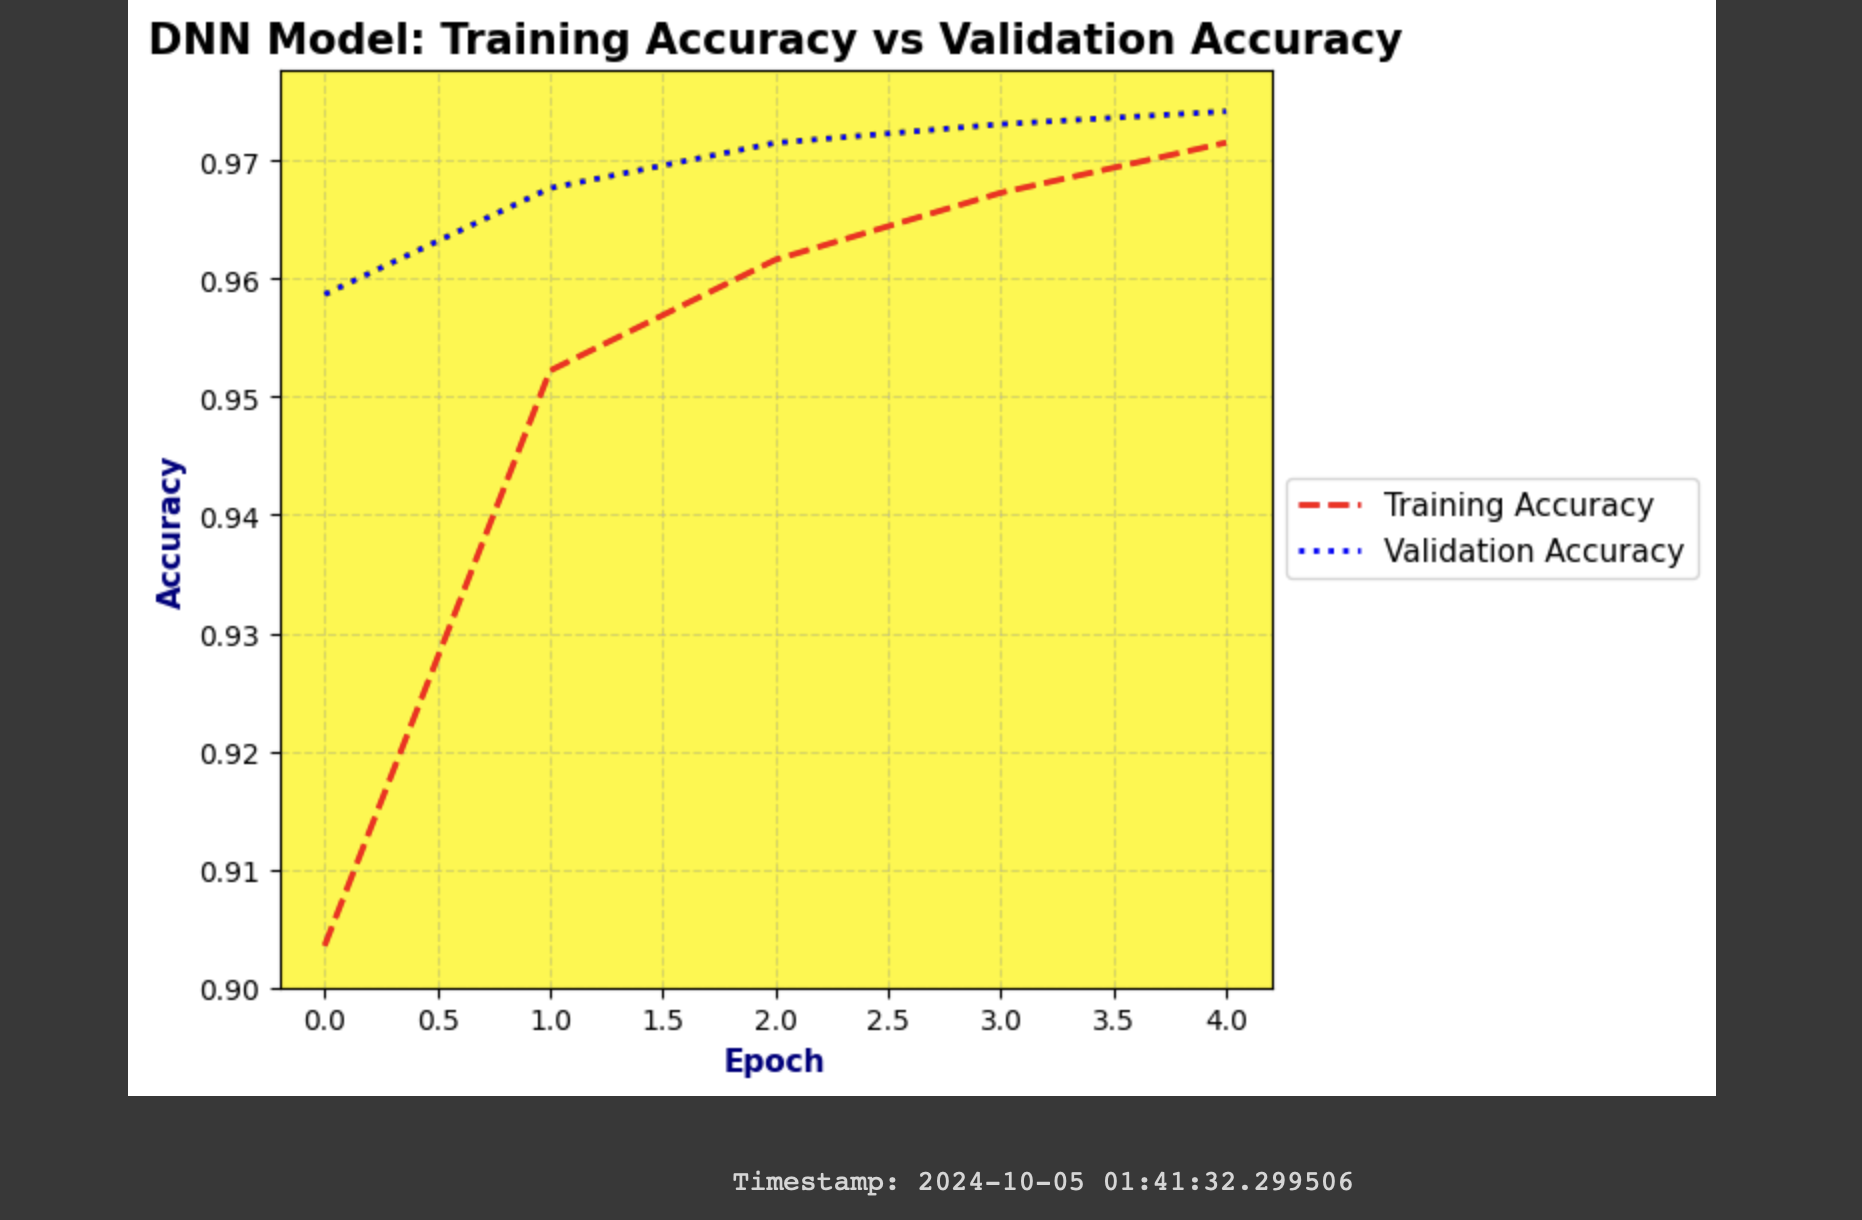 DNN Model: Training Accuracy vs Validation Accuracy
Accuracy
0.97
0.96
0.95
0.94
0.93
0.92
0.91
0.90
0.0 0.5 1.0 1.5 2.0 2.5 3.0 3.5 4.0
Epoch
Training Accuracy
Validation Accuracy
Timestamp: 2024-10-05 01:41:32.299506